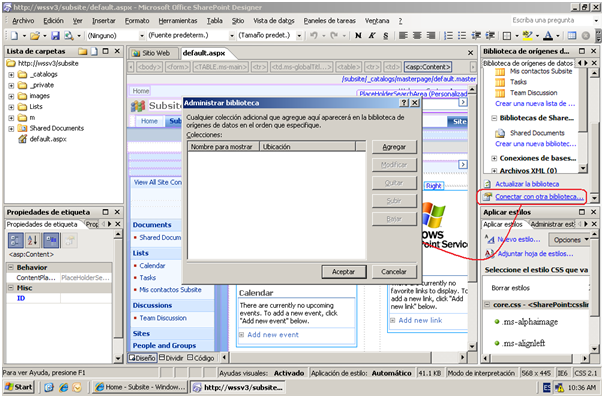 http://wssv3/subsite/default.aspx - Microsoft Office SharePoint Designer
Archivo Edición Ver Insertar Formato Herramientas Tabla Sitio Vista de datos Paneles de tareas Ventana ?
Escriba una pregunta
(Ninguno) (Fuente predeterm.) (Tamaño predet.)
Lista de carpetas
http://wssv3/subsite
_catalogs
_private
images
Lists
m
Shared Documents
default.aspx
Propiedades de etiqueta
Propiedades de etiqueta
<asp:Content>
Behavior
ContentPla... PlaceHolderSearc
Misc
ID
Sitio Web default.aspx
<body> <form> <TABLE.ms-main> <tr> <td.ms-globalTitl...> <td> <asp:Content>
/subsite/_catalogs/masterpage/default.master
Home
PlaceHolderSearchArea (Personalizado)
Subsite
Home
View All Site Con
Documents
Shared Docum
Lists
Calendar
Tasks
Mis contactos Subsite
Discussions
Team Discussion
Sites
People and Groups
Calendar
There are currently no upcoming
events. To add a new event, click
"Add new event" below.
Add new event
Right
favorite links to display. To
add a new link, click "Add
new link" below.
Add new link
Administrar biblioteca
Cualquier colección adicional que agregue aquí aparecerá en la biblioteca de
orígenes de datos en el orden que especifique.
Colecciones:
Nombre para mostrar Ubicación
Agregar
Modificar
Quitar
Subir
Bajar
Aceptar Cancelar
Biblioteca de orígenes d...
Biblioteca de orígenes de datos
Mis contactos Subsite
Tasks
Team Discussion
Crear una nueva lista de ...
Bibliotecas de Share...
Shared Documents
Crear una nueva bibliotec...
Conexiones de bases...
Archivos XML (0)
Actualizar la biblioteca
Conectar con otra biblioteca...
Aplicar estilos
Aplicar estilos Administrar esti
Nuevo estilo... Opciones
Adjuntar hoja de estilos...
Seleccione el estilo CSS que va
Borrar estilos
core.css - <SharePoint:cssli
.ms-alphaimage
.ms-alignleft
Diseño Dividir Código
Para ver Ayuda, presione F1
Ayudas visuales: Activado Aplicación de estilo: Automático 41.1 KB Modo de interpretación 568 x 445 IE6 CSS 2.1
Start
Home - Subsite - Window...
http://wssv3/subsite...
ES
10:36 AM